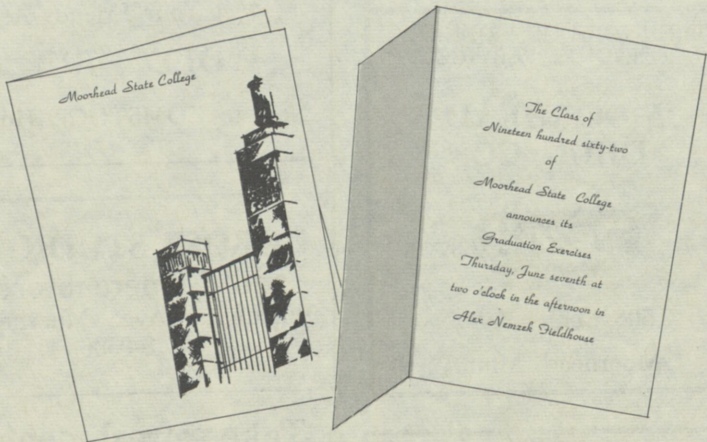 Moorhead State College
The Class of
Nineteen hundred sixty-two
of
Moorhead State College
announces its
Graduation Exercises
Thursday, June seventh at
two o'clock in the afternoon in
Alex Nemzek Fieldhouse